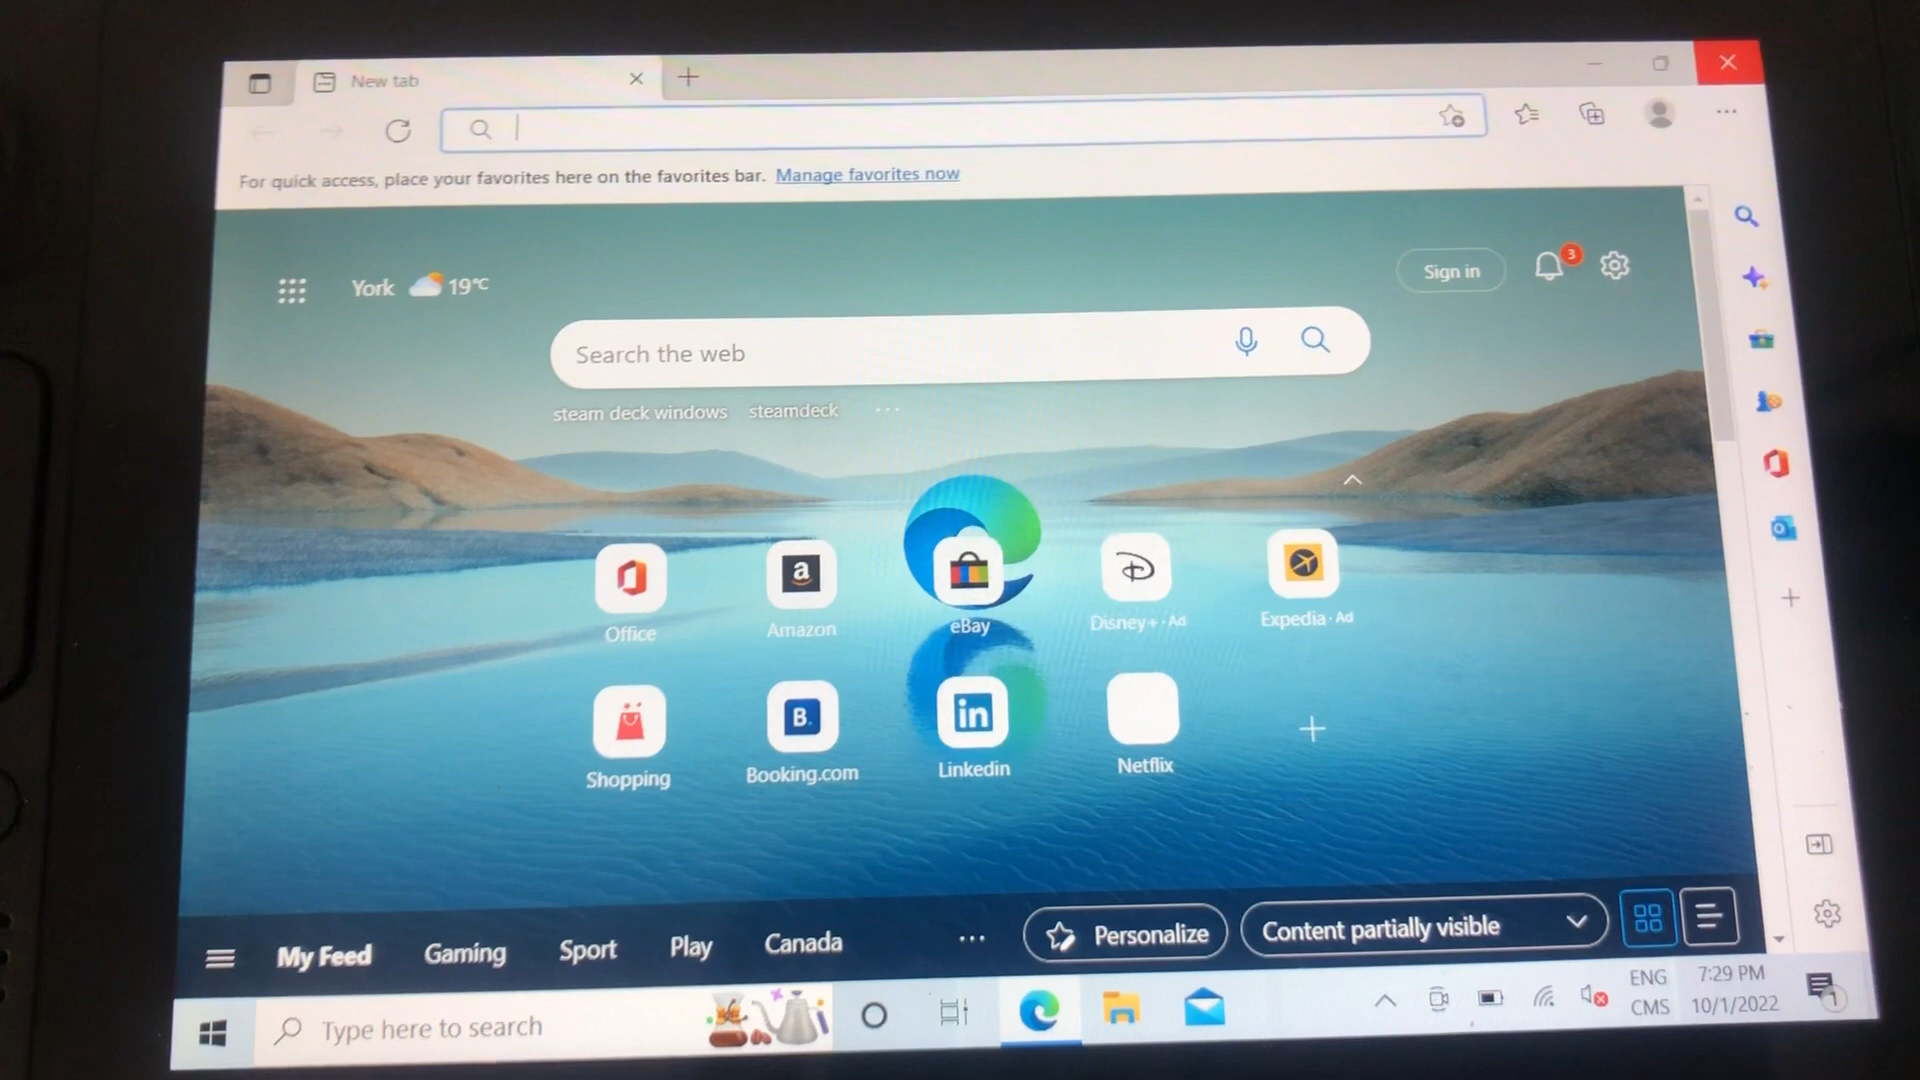 New tab
For quick access, place your favorites here on the favorites bar. Manage favorites now
York 19°C
Sign in
3
Search the web
steam deck windows steamdeck
Office
a
Amazon
eBay
Disney+ · Ad
Expedia · Ad
Shopping
B.
Booking.com
in
Linkedin
Netflix
My Feed Gaming Sport Play Canada ... Personalize Content partially visible
Type here to search
ENG
CMS
7:29 PM
10/1/2022
1